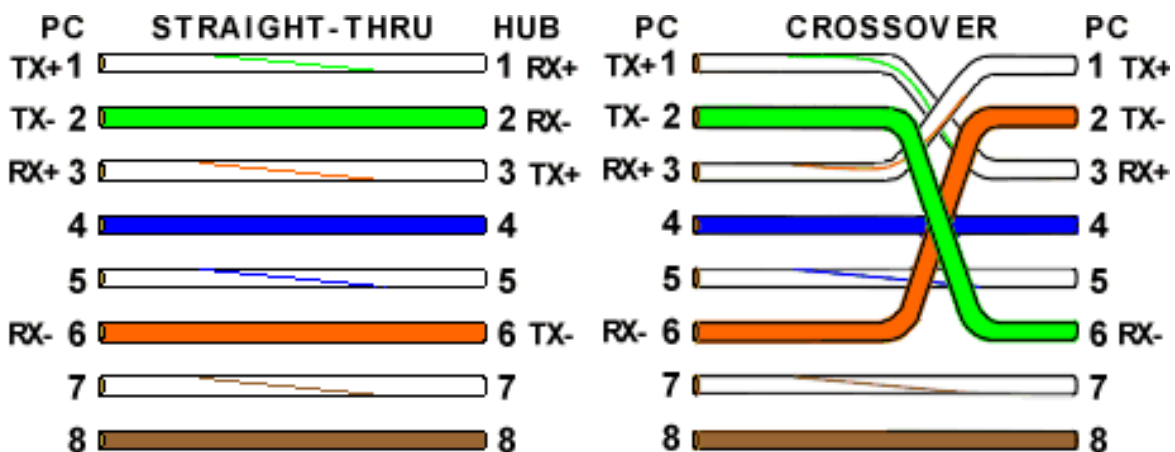 PC STRAIGHT-THRU HUB PC CROSSOVER PC
TX+ 1 1 RX+ TX+ 1 1 TX+
TX- 2 2 RX- TX- 2 2 TX-
RX+ 3 3 TX+ RX+ 3 3 RX+
4 4 4 4
5 5 5 5
RX- 6 6 TX- RX- 6 6 RX-
7 7 7 7
8 8 8 8